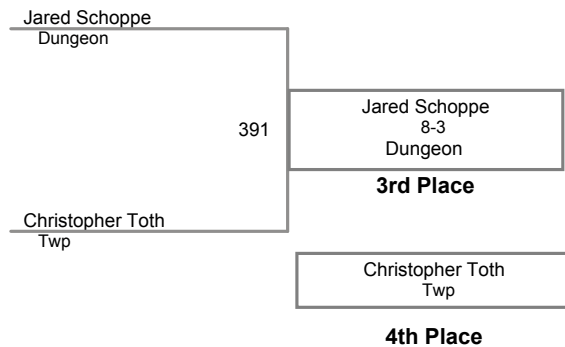 Jared Schoppe
Dungeon
391
Jared Schoppe
8-3
Dungeon
3rd Place
Christopher Toth
Twp
Christopher Toth
Twp
4th Place